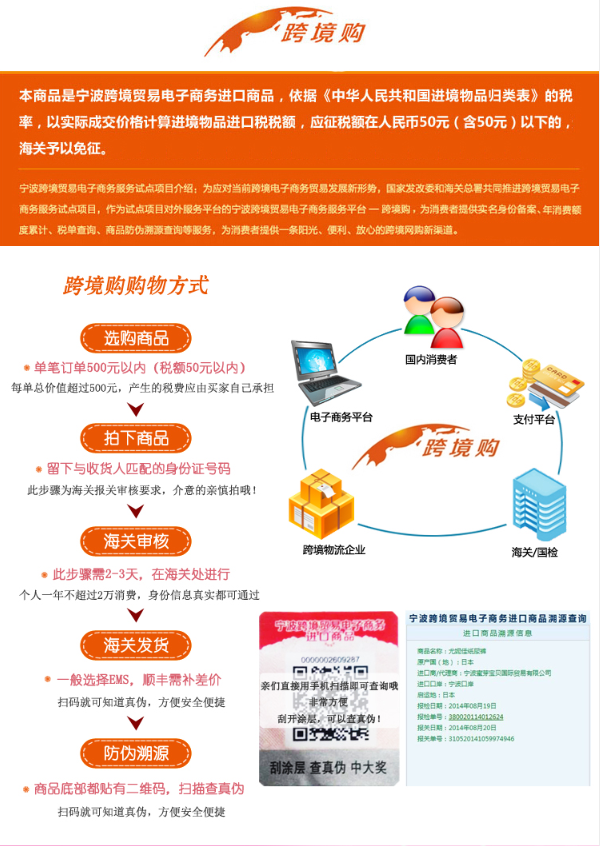 跨境购
本商品是宁波跨境贸易电子商务进口商品，依据《中华人民共和国进境物品归类表》的税
率，以实际成交价格计算进境物品进口税税额，应征税额在人民币50元（含50元）以下的，
海关予以免征。
宁波跨境贸易电子商务服务试点项目介绍：为应对当前跨境电子商务贸易发展新形势，国家发改委和海关总署共同推进跨境贸易电子
商务服务试点项目，作为试点项目对外服务平台的宁波跨境贸易电子商务服务平台 — 跨境购，为消费者提供实名身份备案、年消费额
度累计、税单查询、商品防伪溯源查询等服务，为消费者提供一条阳光、便利、放心的跨境网购新渠道。
跨境购购物方式
选购商品
单笔订单500元以内（税额50元以内）
每单总价值超过500元，产生的税费应由买家自己承担
拍下商品
留下与收货人匹配的身份证号码
此步骤为海关报关审核要求，介意的亲慎拍哦！
海关审核
此步骤需2-3天，在海关处进行
个人一年不超过2万消费，身份信息真实都可通过
海关发货
一般选择EMS，顺丰需补差价
扫码就可知道真伪，方便安全便捷
防伪溯源
商品底部都贴有二维码，扫描查真伪
扫码就可知道真伪，方便安全便捷
国内消费者
电子商务平台
支付平台
跨境购
跨境物流企业
海关/国检
宁波跨境贸易电子商务
进口商品
0000002609287
亲们直接用手机扫描即可查询哦
非常方便
刮开涂层，可以查真伪！
刮涂层 查真伪 中大奖
宁波跨境贸易电子商务进口商品溯源查询
进口商品溯源信息
商品名称：尤妮佳纸尿裤
原产国（地）：日本
进口商/代理商：宁波蜜芽宝贝国际贸易有限公司
进口口岸：宁波口岸
启运地：日本
报检日期：2014年08月19日
报检单号：380020114012624
报关日期：2014年08月20日
报关单号：310520141059974946